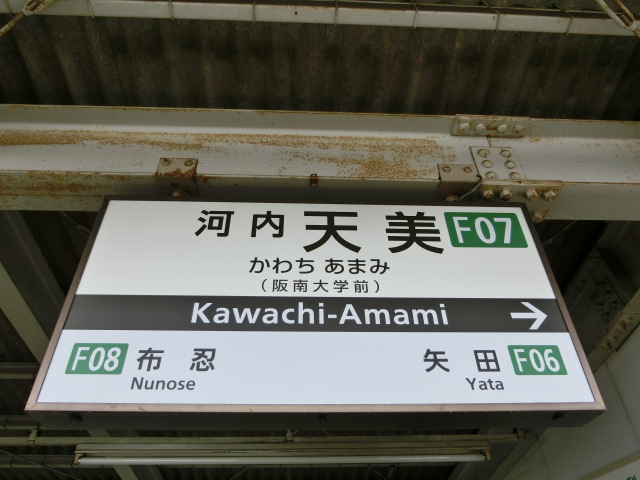 河内天美 F07
かわち あまみ
(阪南大学前)
Kawachi-Amami →
F08 布忍 矢田 F06
Nunose Yata